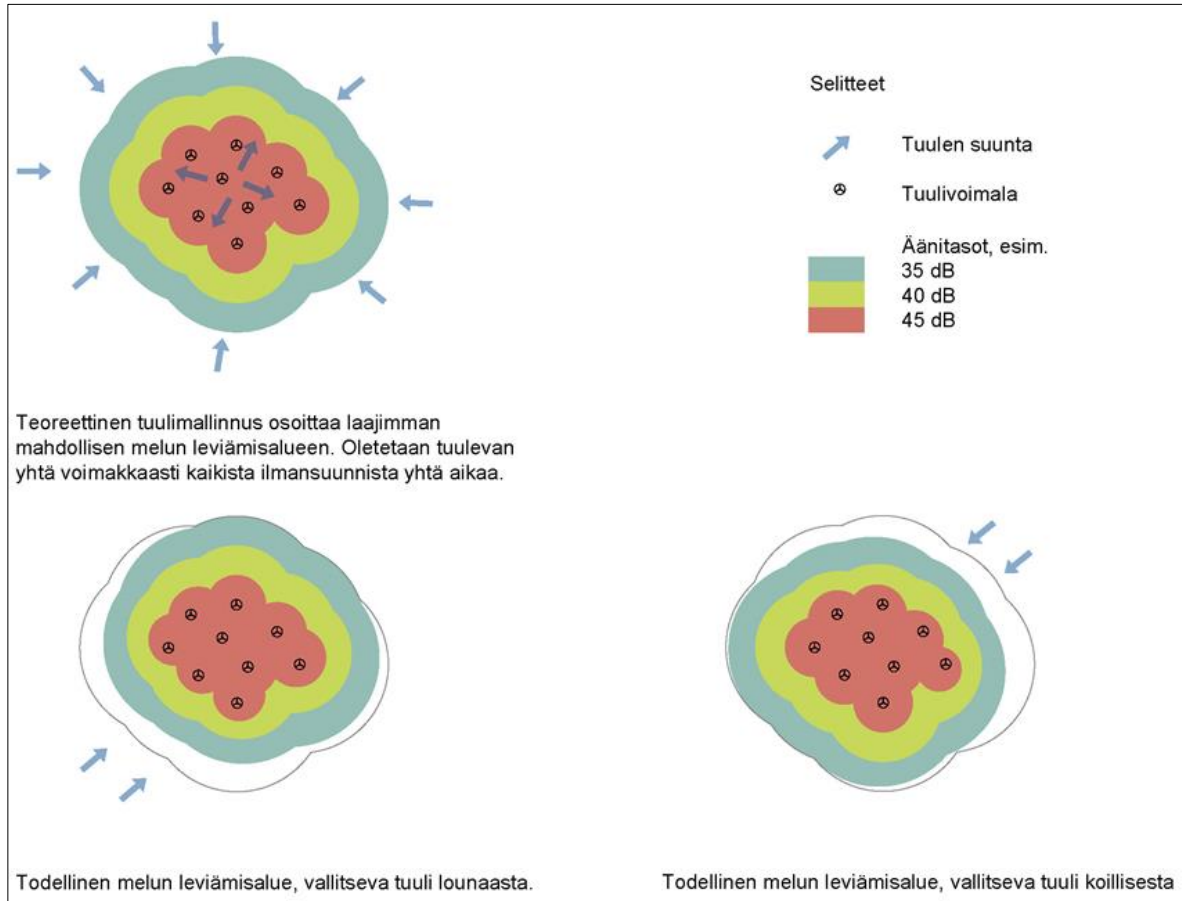 Selitteet
Tuulen suunta
Tuulivoimala
Äänitasot, esim.
35 dB
40 dB
45 dB
Teoreettinen tuulimallinnus osoittaa laajimman
mahdollisen melun leviämisalueen. Oletetaan tuulevan
yhtä voimakkaasti kaikista ilmansuunnista yhtä aikaa.
Todellinen melun leviämisalue, vallitseva tuuli lounaasta.
Todellinen melun leviämisalue, vallitseva tuuli koillisesta